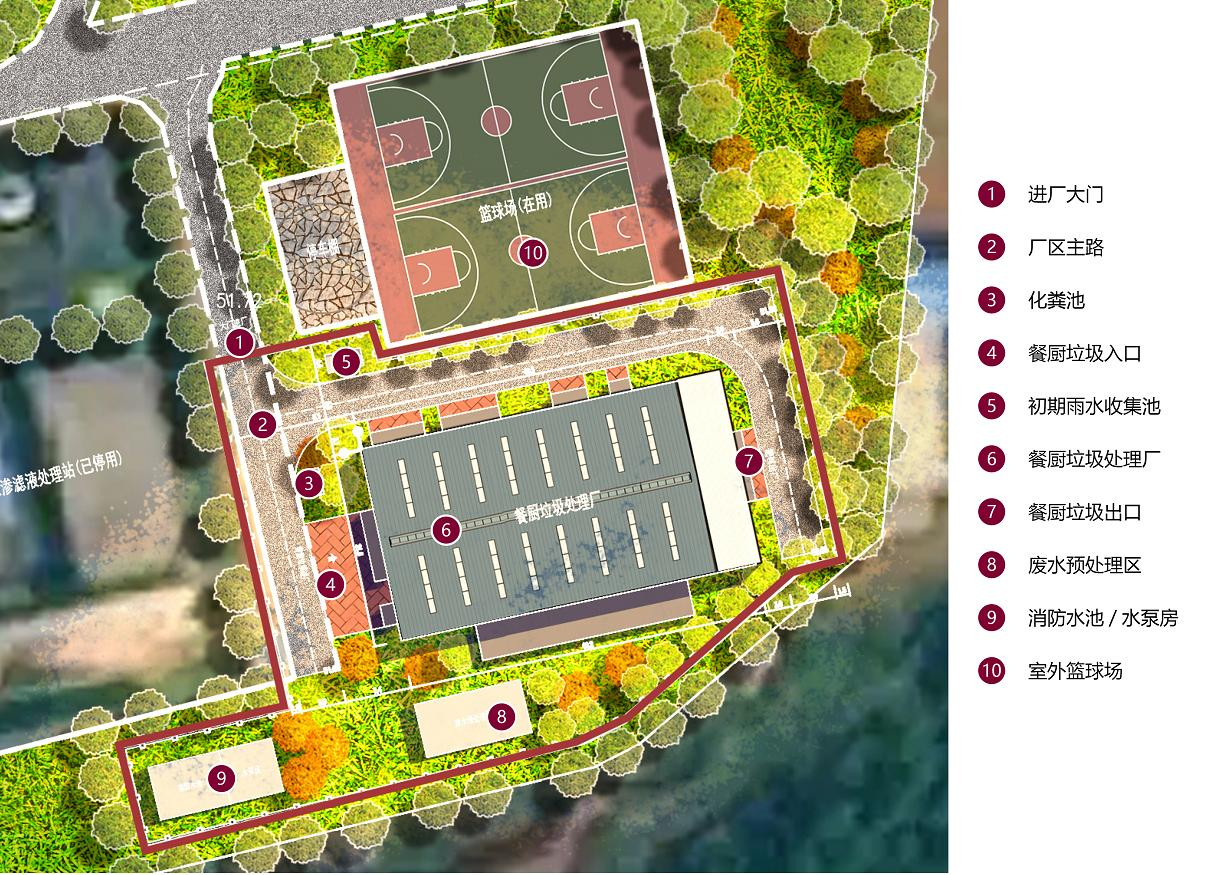 篮球场(在用)
10
停车棚
51.72
1
5
2
渗滤液处理站(已停用)
3
7
餐厨垃圾处理厂
6
4
8
9
1 进厂大门
2 厂区主路
3 化粪池
4 餐厨垃圾入口
5 初期雨水收集池
6 餐厨垃圾处理厂
7 餐厨垃圾出口
8 废水预处理区
9 消防水池 / 水泵房
10 室外篮球场